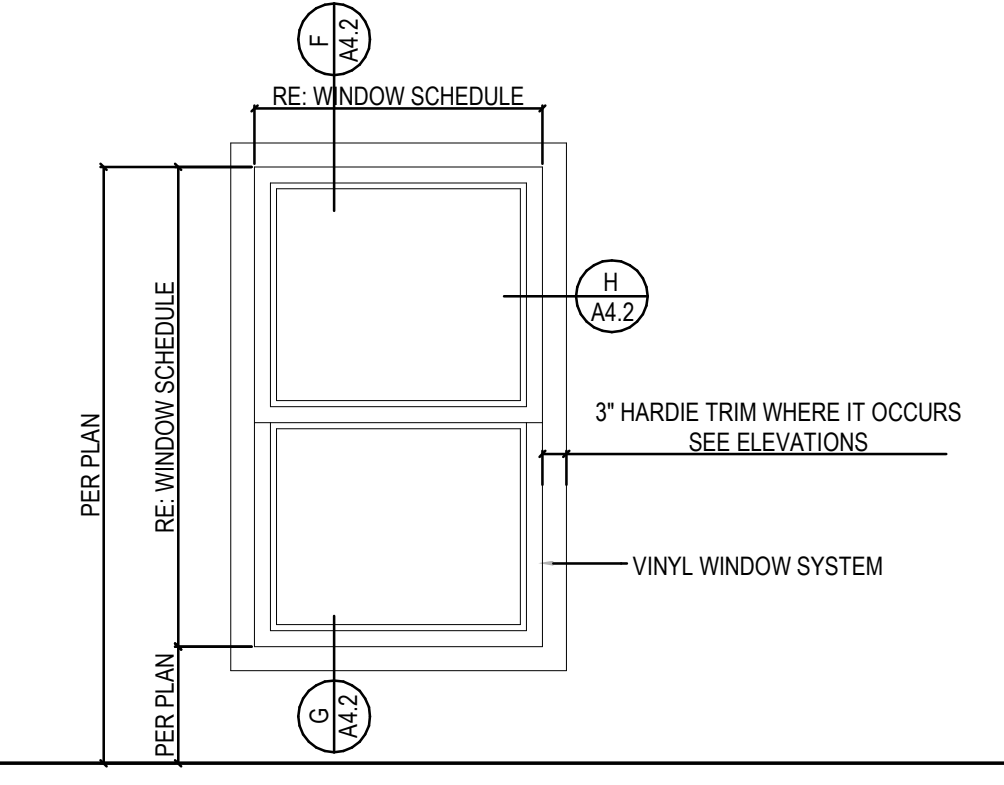 F
A4.2
RE: WINDOW SCHEDULE
H
A4.2
RE: WINDOW SCHEDULE
PER PLAN
3" HARDIE TRIM WHERE IT OCCURS
SEE ELEVATIONS
VINYL WINDOW SYSTEM
PER PLAN
G
A4.2